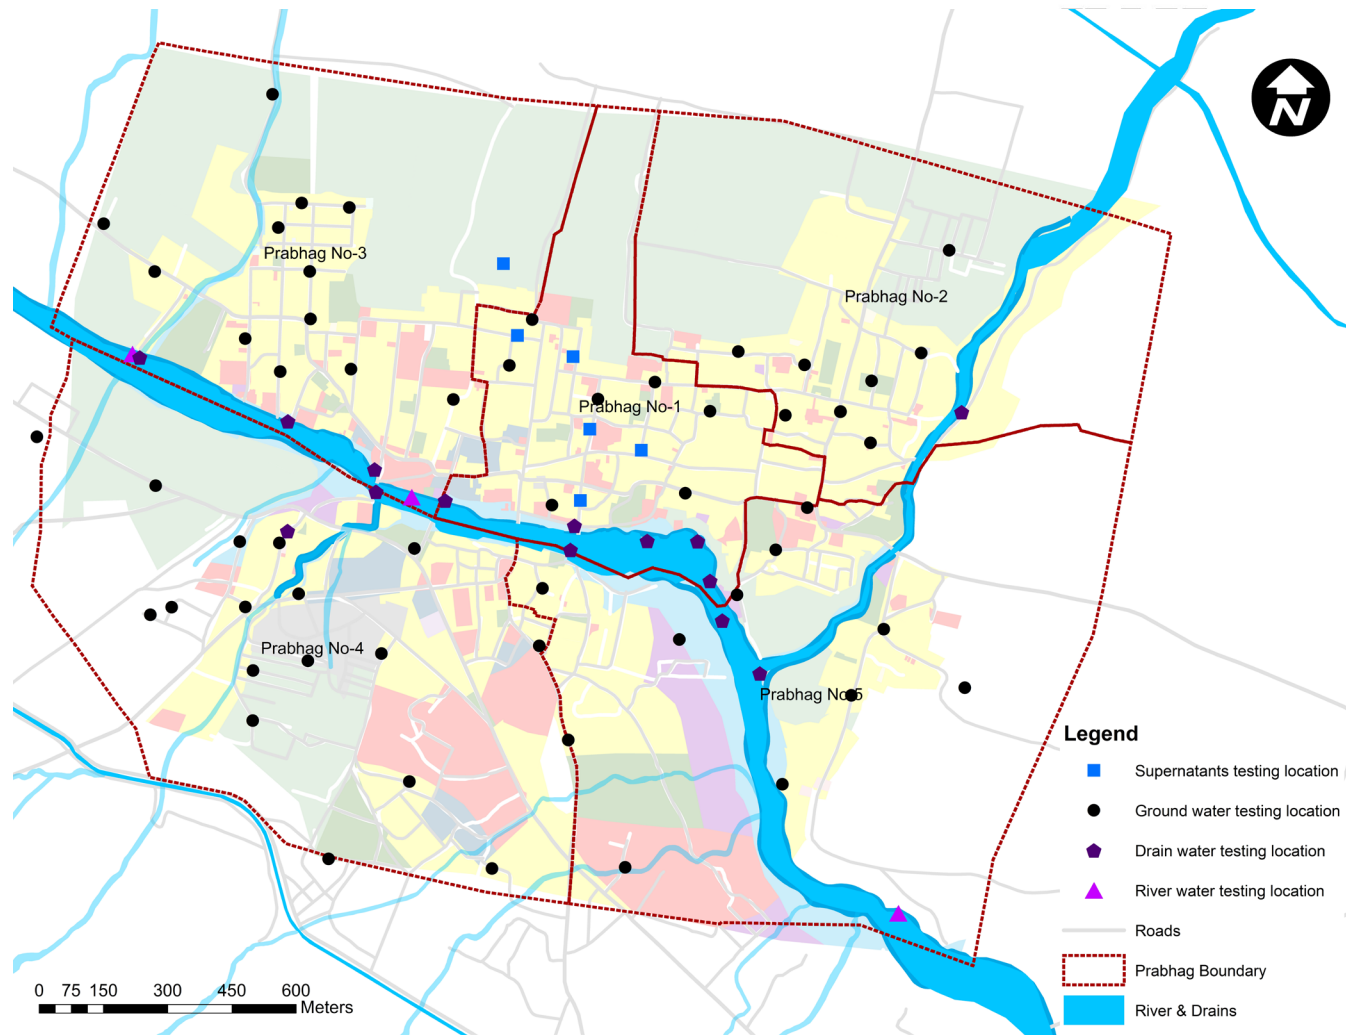 N
Prabhag No-3
Prabhag No-2
Prabhag No-1
Prabhag No-4
Prabhag No-5
Legend
Supernatants testing location
Ground water testing location
Drain water testing location
River water testing location
Roads
Prabhag Boundary
River & Drains
0 75 150 300 450 600
Meters